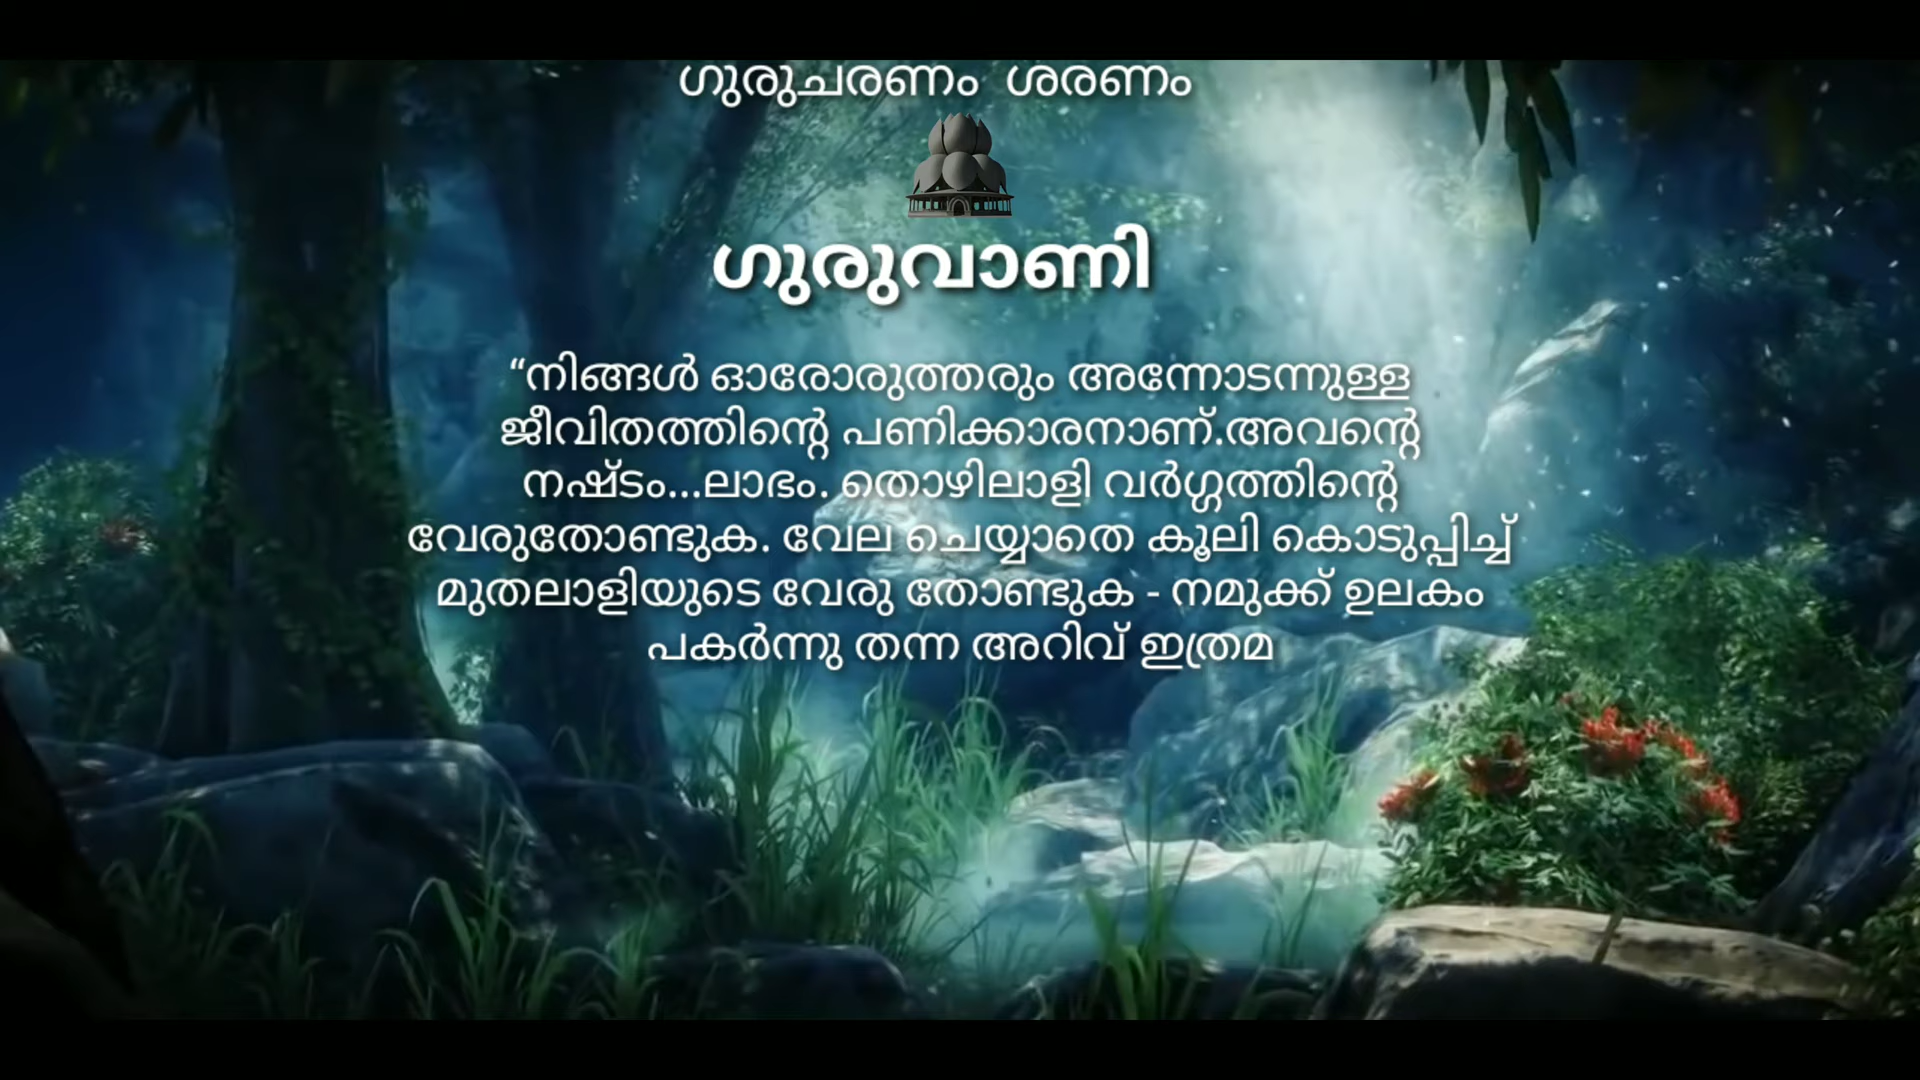 ഗുരുചരണം ശരണം
ഗുരുവാണി
“നിങ്ങൾ ഓരോരുത്തരും അന്നോടന്നുള്ള
ജീവിതത്തിന്റെ പണിക്കാരനാണ്.അവന്റെ
നഷ്ടം...ലാഭം. തൊഴിലാളി വർഗ്ഗത്തിന്റെ
വേരുതോണ്ടുക. വേല ചെയ്യാതെ കൂലി കൊടുപ്പിച്ച്
മുതലാളിയുടെ വേരു തോണ്ടുക - നമുക്ക് ഉലകം
പകർന്നു തന്ന അറിവ് ഇത്രമ